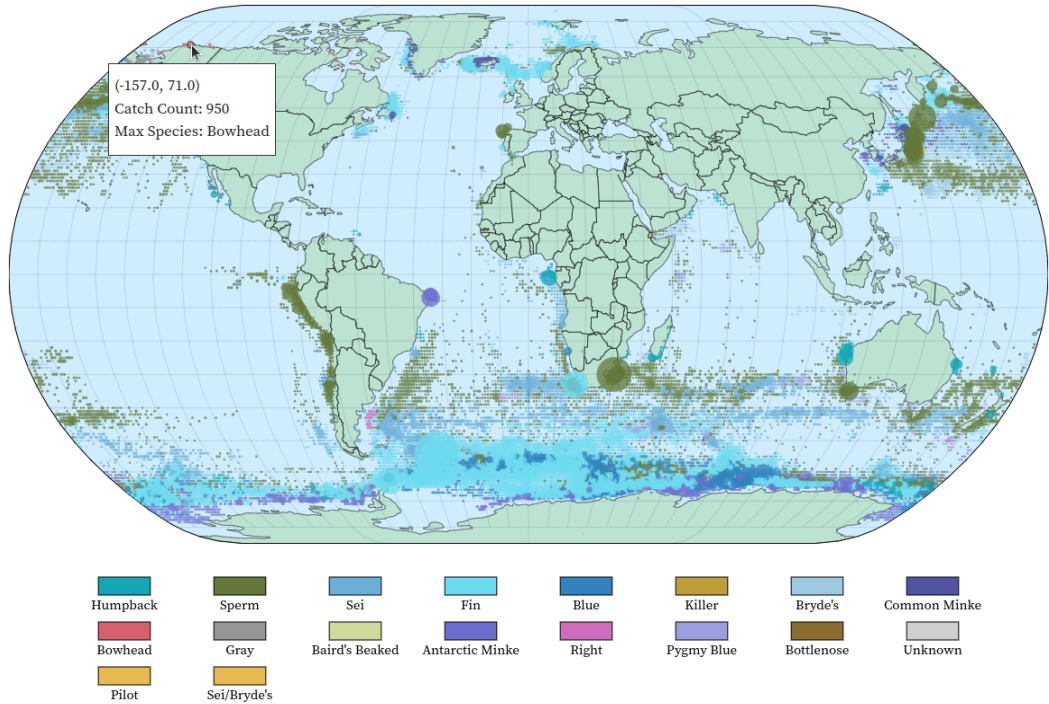 (-157.0, 71.0)
Catch Count: 950
Max Species: Bowhead
Humpback Sperm Sei Fin Blue Killer Bryde's Common Minke
Bowhead Gray Baird's Beaked Antarctic Minke Right Pygmy Blue Bottlenose Unknown
Pilot Sei/Bryde's